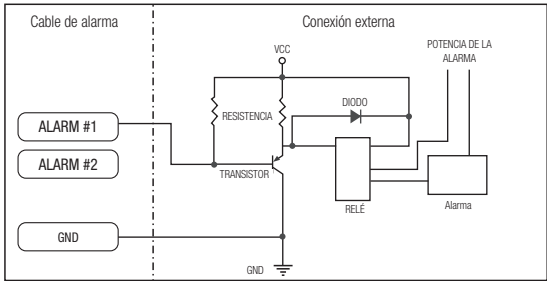 Cable de alarma
Conexión externa
VCC
POTENCIA DE LA
ALARMA
DIODO
RESISTENCIA
ALARM #1
ALARM #2
TRANSISTOR
RELÉ
Alarma
GND
GND